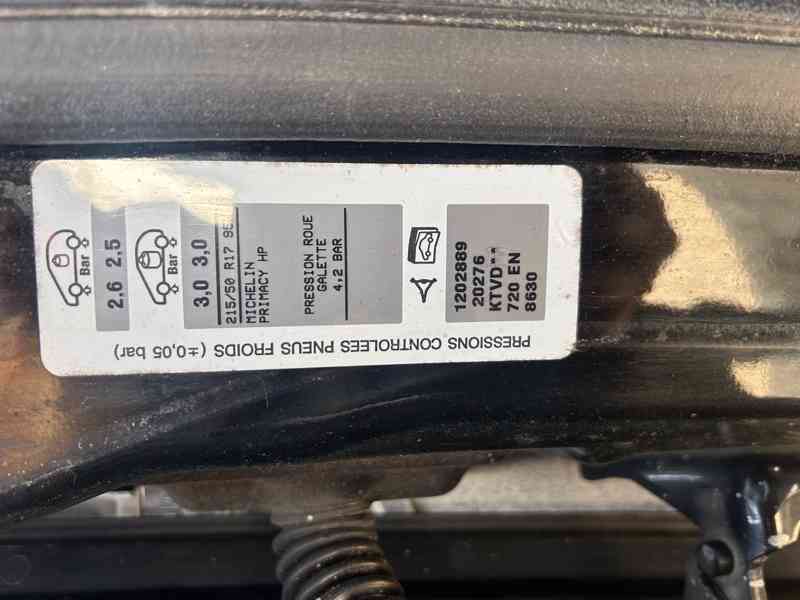 Bar
2,6 2,5
Bar
3,0 3,0
215/50 R17
MICHELIN
PRIMACY HP
PRESSION ROUE
GALETTE
4,2 BAR
1202889
20276
KTVD**
720 EN
8630
PRESSIONS CONTROLEES PNEUS FROIDS (±0,05 bar)